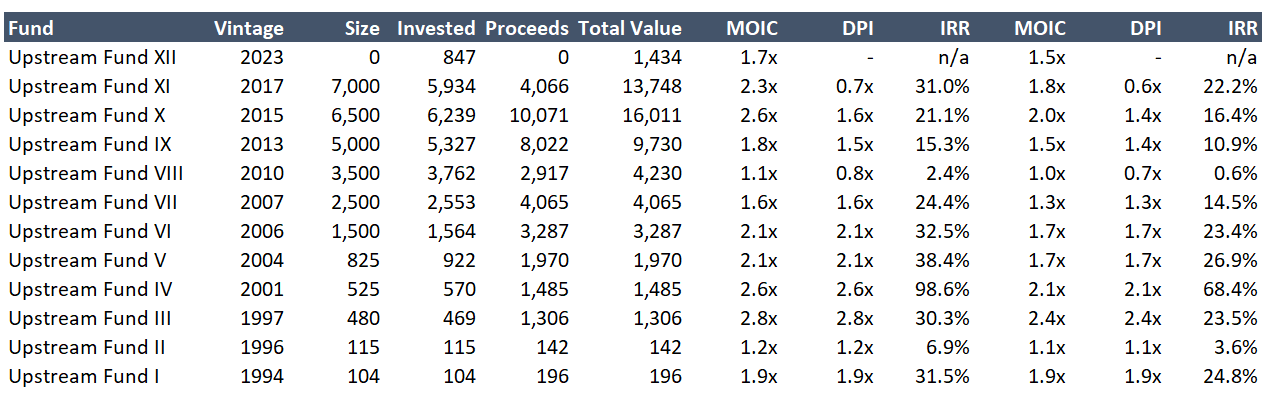 Fund Vintage Size Invested Proceeds Total Value MOIC DPI IRR MOIC DPI IRR
Upstream Fund XII 2023 0 847 0 1,434 1.7x - n/a 1.5x - n/a
Upstream Fund XI 2017 7,000 5,934 4,066 13,748 2.3x 0.7x 31.0% 1.8x 0.6x 22.2%
Upstream Fund X 2015 6,500 6,239 10,071 16,011 2.6x 1.6x 21.1% 2.0x 1.4x 16.4%
Upstream Fund IX 2013 5,000 5,327 8,022 9,730 1.8x 1.5x 15.3% 1.5x 1.4x 10.9%
Upstream Fund VIII 2010 3,500 3,762 2,917 4,230 1.1x 0.8x 2.4% 1.0x 0.7x 0.6%
Upstream Fund VII 2007 2,500 2,553 4,065 4,065 1.6x 1.6x 24.4% 1.3x 1.3x 14.5%
Upstream Fund VI 2006 1,500 1,564 3,287 3,287 2.1x 2.1x 32.5% 1.7x 1.7x 23.4%
Upstream Fund V 2004 825 922 1,970 1,970 2.1x 2.1x 38.4% 1.7x 1.7x 26.9%
Upstream Fund IV 2001 525 570 1,485 1,485 2.6x 2.6x 98.6% 2.1x 2.1x 68.4%
Upstream Fund III 1997 480 469 1,306 1,306 2.8x 2.8x 30.3% 2.4x 2.4x 23.5%
Upstream Fund II 1996 115 115 142 142 1.2x 1.2x 6.9% 1.1x 1.1x 3.6%
Upstream Fund I 1994 104 104 196 196 1.9x 1.9x 31.5% 1.9x 1.9x 24.8%